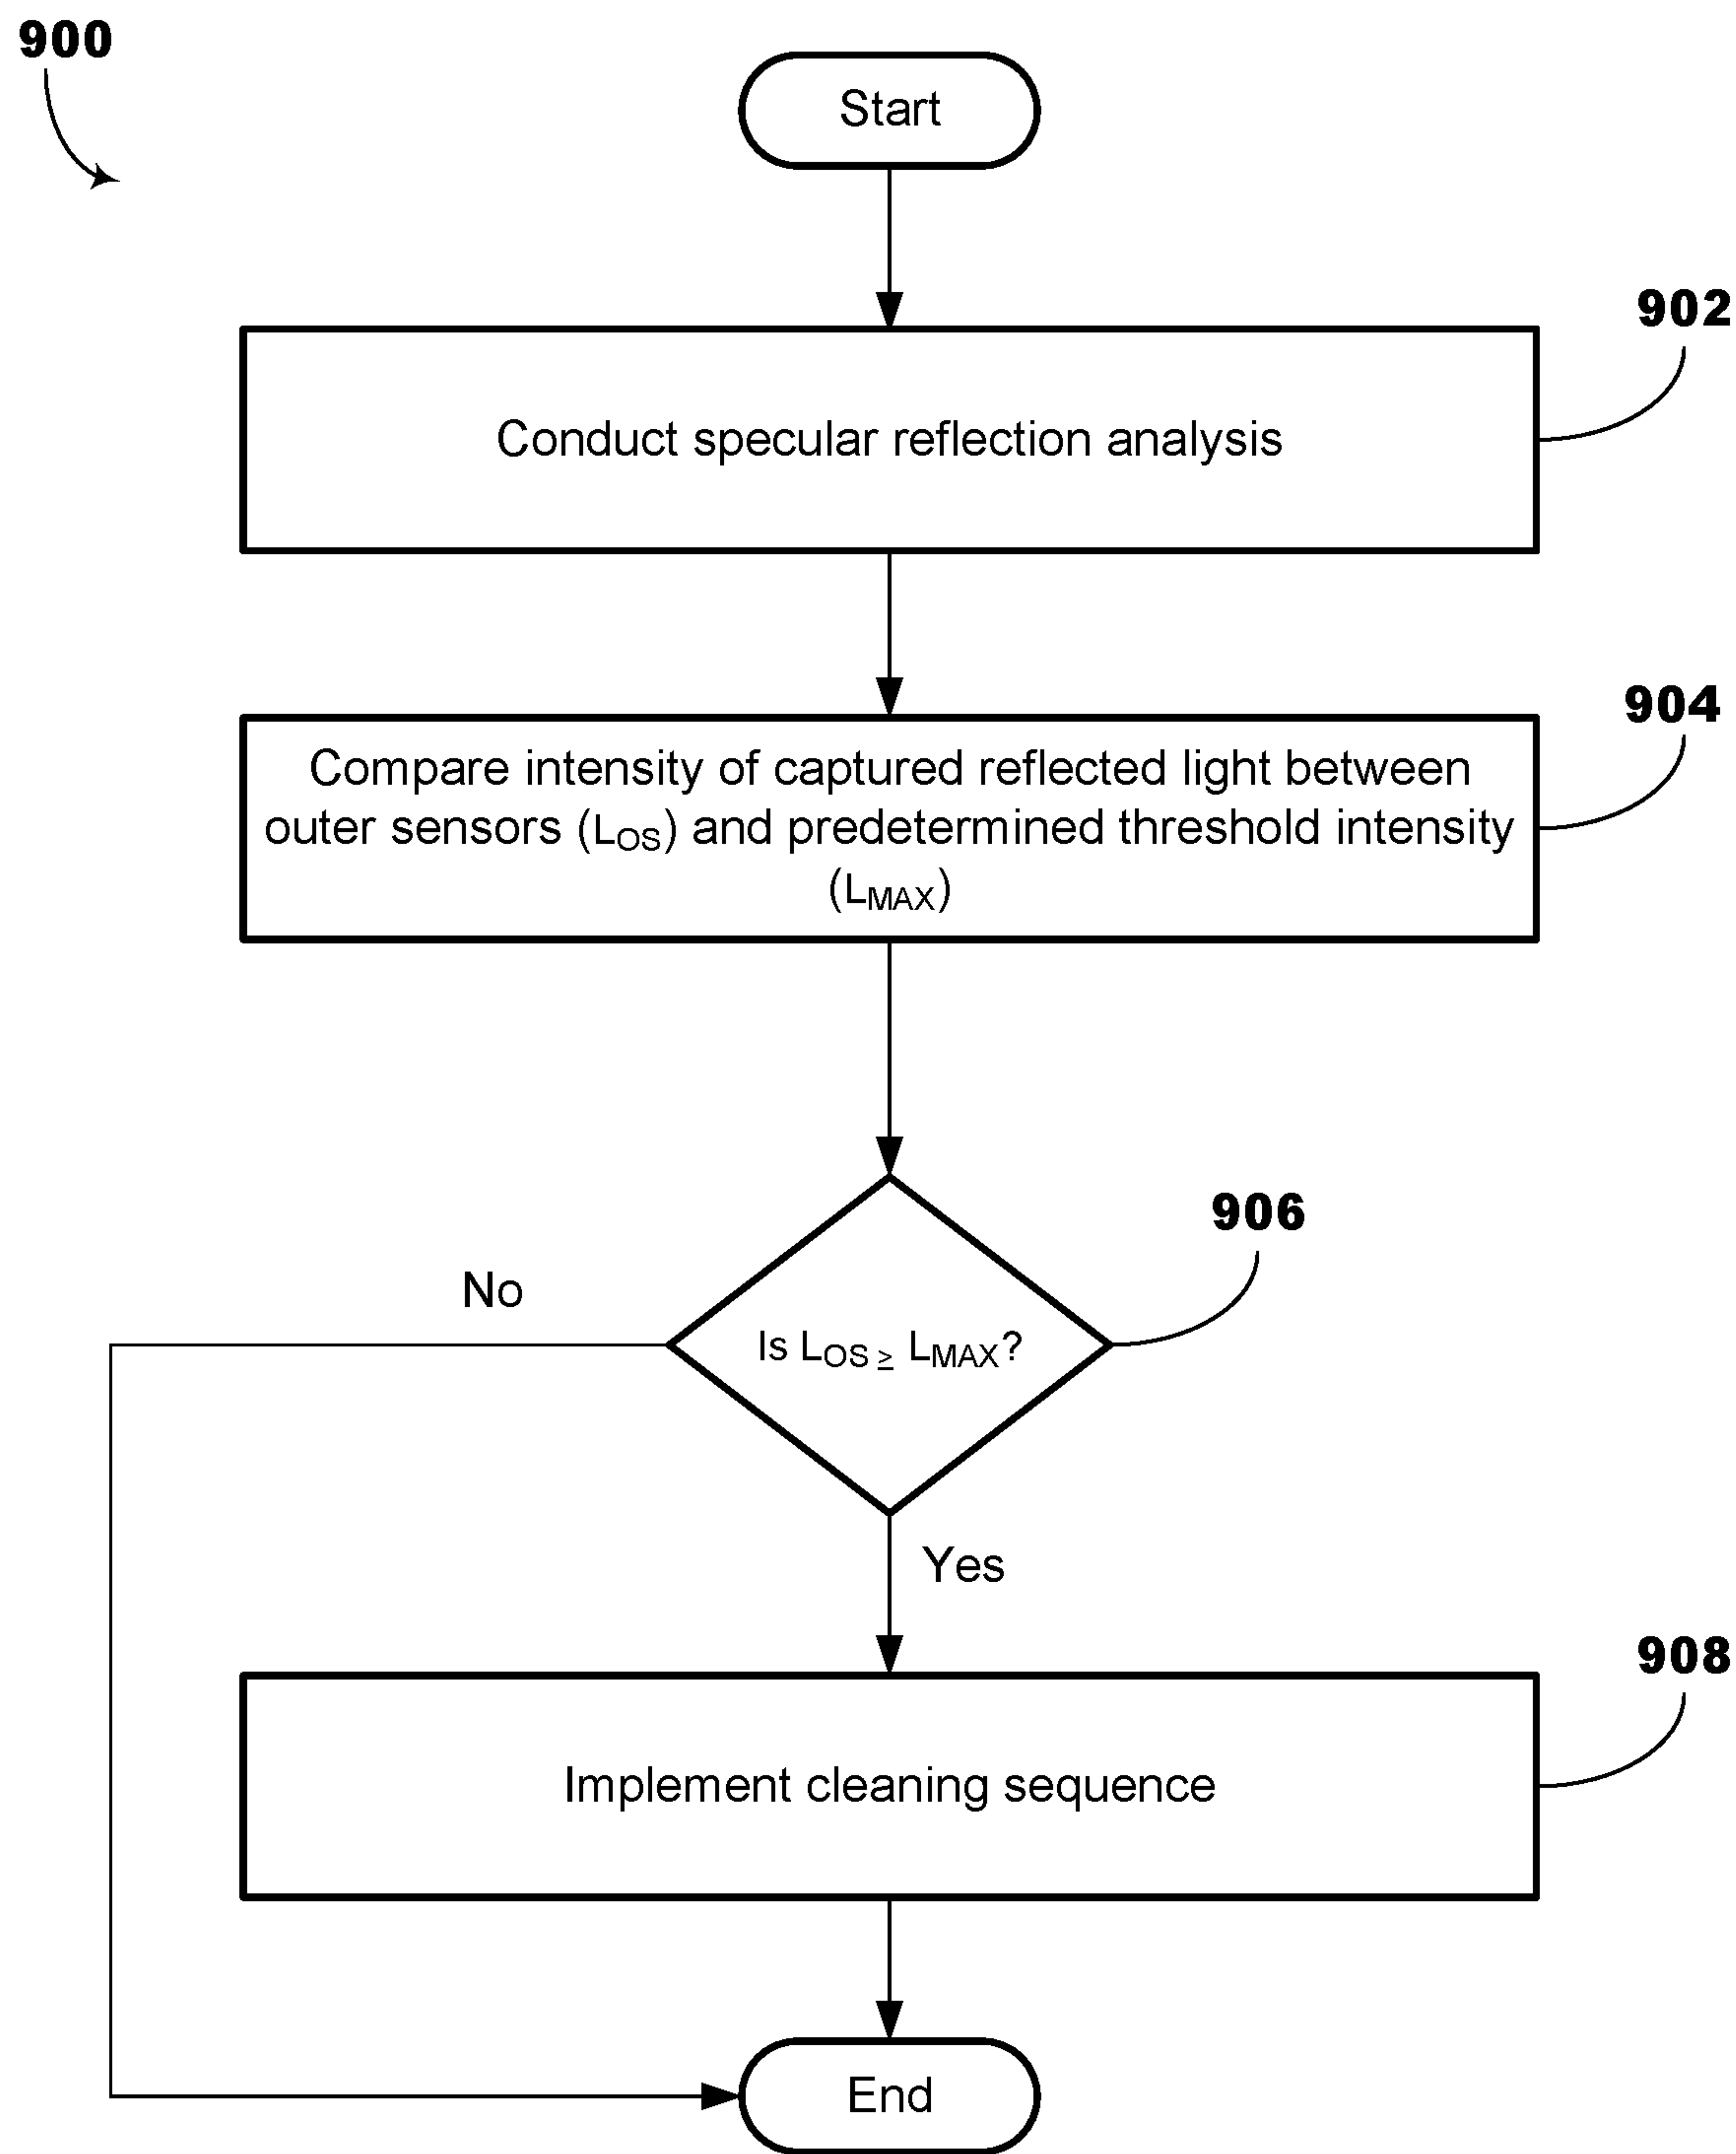 900
Start
902
Conduct specular reflection analysis
904
Compare intensity of captured reflected light between
outer sensors (LOS) and predetermined threshold intensity
(LMAX)
906
No
Is LOS ≥ LMAX?
Yes
908
Implement cleaning sequence
End